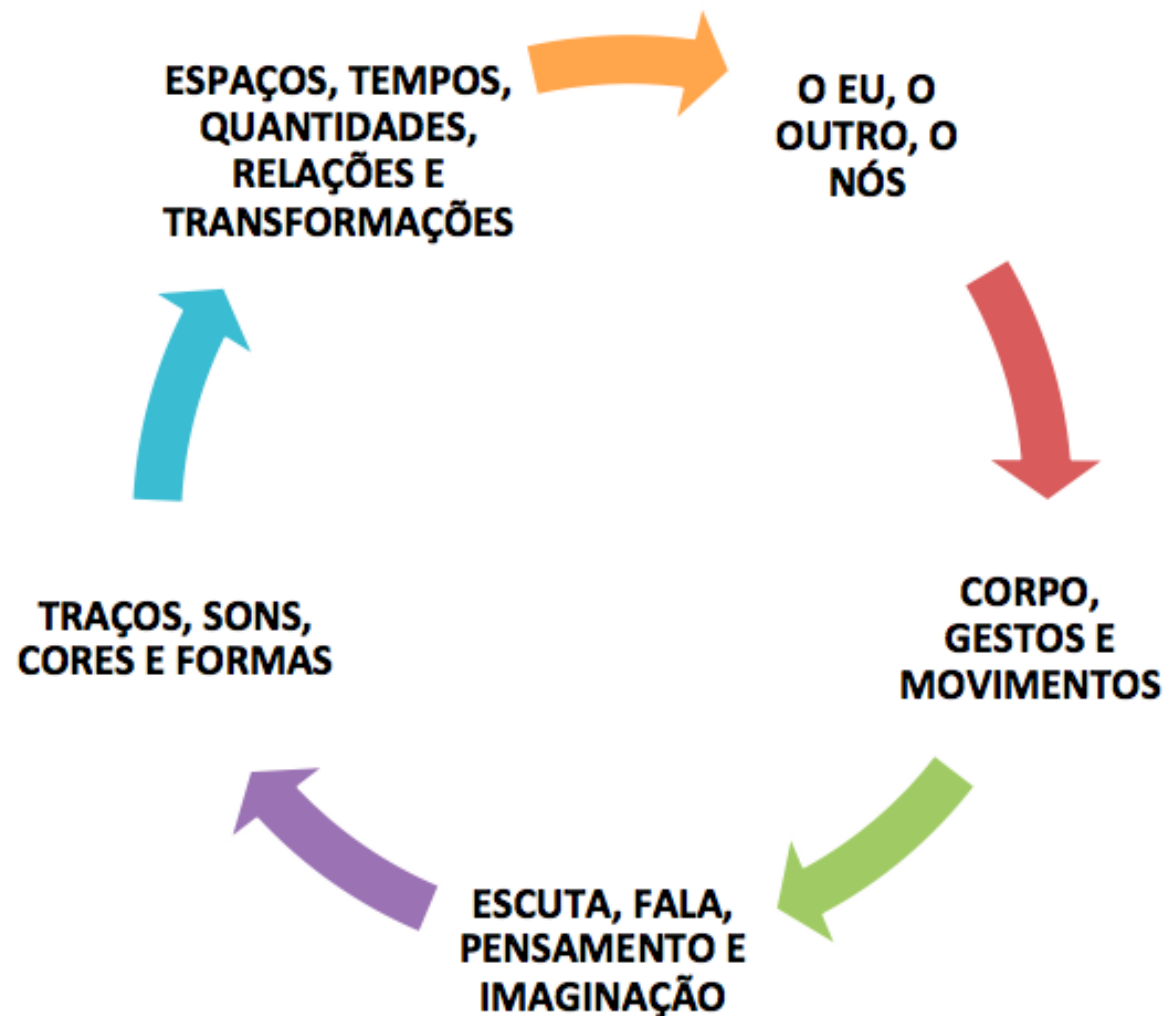 ESPAÇOS, TEMPOS,
QUANTIDADES,
RELAÇÕES E
TRANSFORMAÇÕES
O EU, O
OUTRO, O
NÓS
CORPO,
GESTOS E
MOVIMENTOS
ESCUTA, FALA,
PENSAMENTO E
IMAGINAÇÃO
TRAÇOS, SONS,
CORES E FORMAS